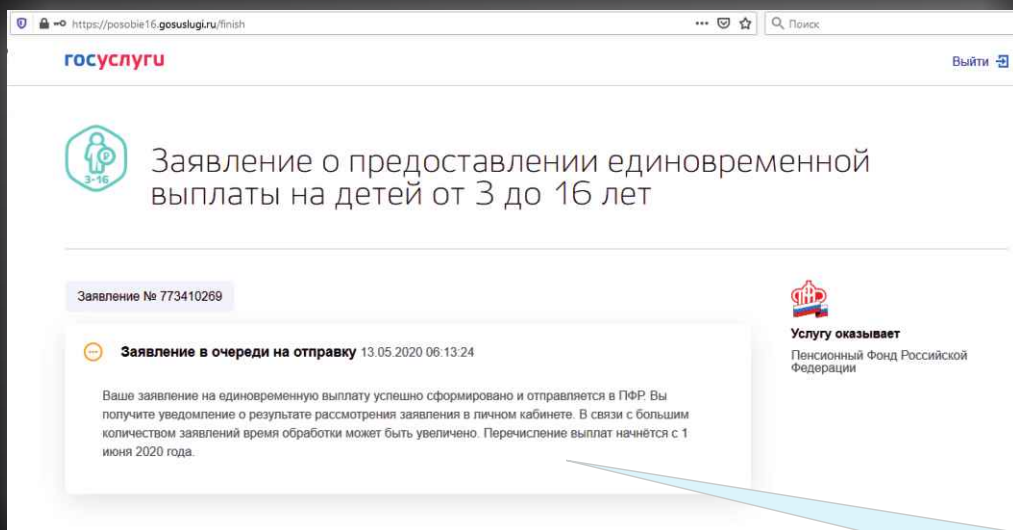 https://posobie16.gosuslugi.ru/finish
Поиск
госуслуги
Выйти
3-16
Заявление о предоставлении единовременной
выплаты на детей от 3 до 16 лет
Заявление № 773410269
Заявление в очереди на отправку 13.05.2020 06:13:24
Ваше заявление на единовременную выплату успешно сформировано и отправляется в ПФР. Вы
получите уведомление о результате рассмотрения заявления в личном кабинете. В связи с большим
количеством заявлений время обработки может быть увеличено. Перечисление выплат начнётся с 1
июня 2020 года.
Услугу оказывает
Пенсионный Фонд Российской
Федерации